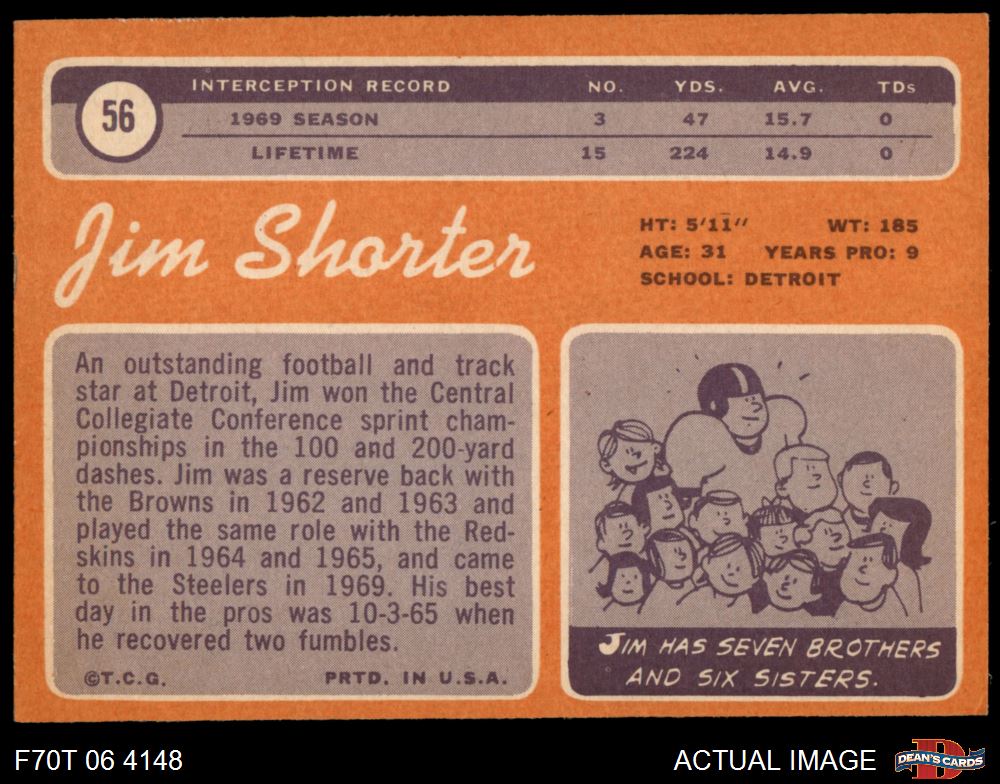 56
INTERCEPTION RECORD NO. YDS. AVG. TDs
1969 SEASON 3 47 15.7 0
LIFETIME 15 224 14.9 0
Jim Shorter
HT: 5'11" WT: 185
AGE: 31 YEARS PRO: 9
SCHOOL: DETROIT
An outstanding football and track
star at Detroit, Jim won the Central
Collegiate Conference sprint cham-
pionships in the 100 and 200-yard
dashes. Jim was a reserve back with
the Browns in 1962 and 1963 and
played the same role with the Red-
skins in 1964 and 1965, and came
to the Steelers in 1969. His best
day in the pros was 10-3-65 when
he recovered two fumbles.
©T.C.G. PRTD. IN U.S.A.
JIM HAS SEVEN BROTHERS
AND SIX SISTERS.
F70T 06 4148
ACTUAL IMAGE
D
DEAN'S CARDS